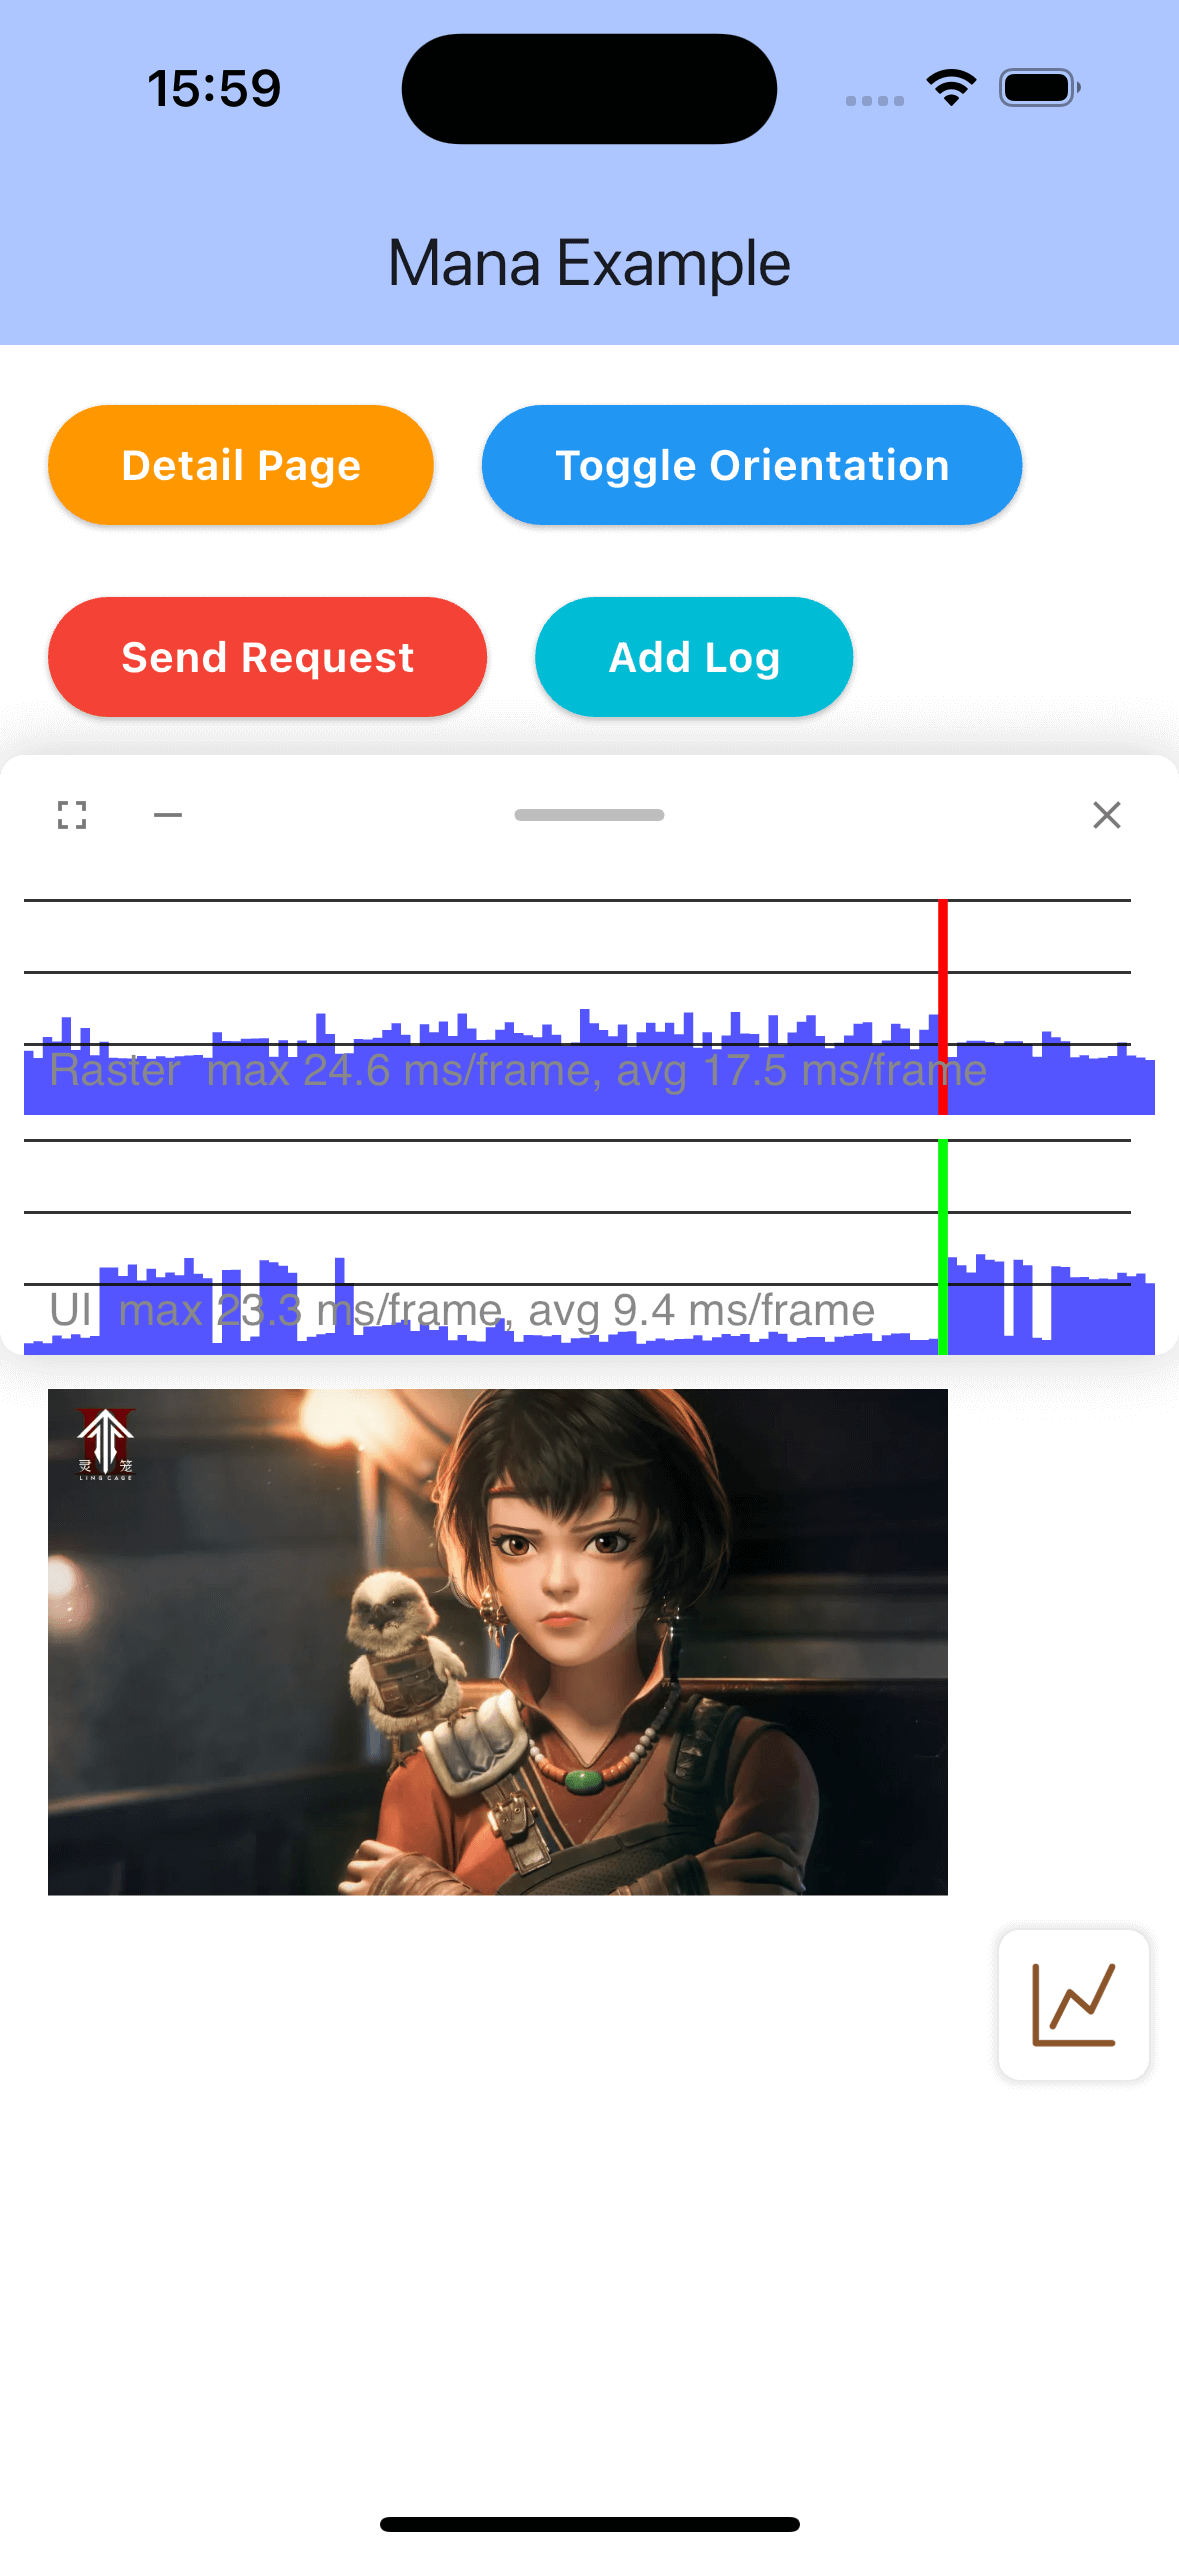 15:59
Mana Example
Detail Page
Toggle Orientation
Send Request
Add Log
Raster  max 24.6 ms/frame, avg 17.5 ms/frame
UI  max 23.3 ms/frame, avg 9.4 ms/frame
灵 笼
LING CAGE